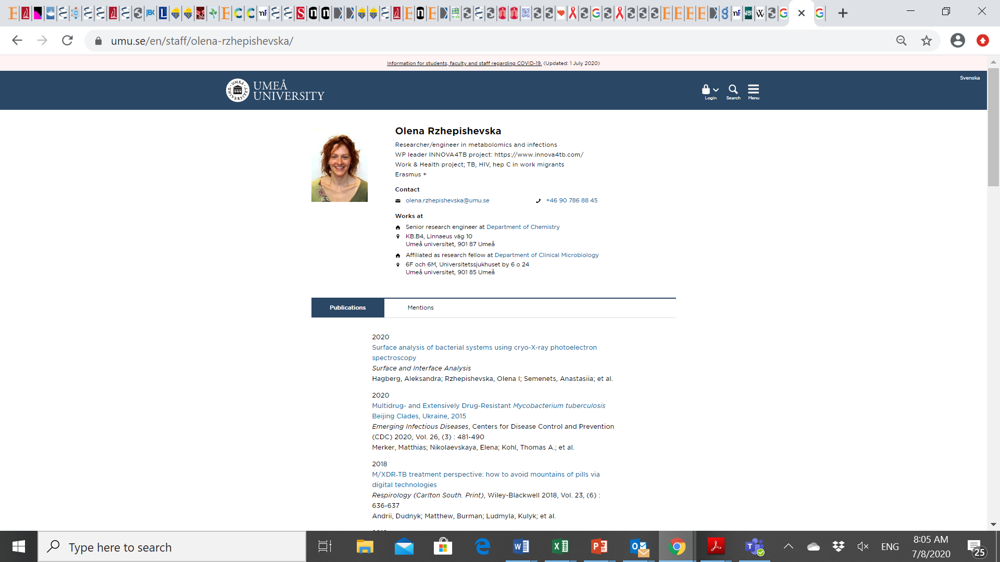 umu.se/en/staff/olena-rzhepishevska/
Information for students, faculty and staff regarding COVID-19. (Updated: 1 July 2020)
Svenska
UMEÅ
UNIVERSITY
Login
Search
Menu
Olena Rzhepishevska
Researcher/engineer in metabolomics and infections
WP leader INNOVA4TB project: https://www.innova4tb.com/
Work & Health project; TB, HIV, hep C in work migrants
Erasmus +
Contact
olena.rzhepishevska@umu.se +46 90 786 88 45
Works at
Senior research engineer at Department of Chemistry
KB.B4, Linnaeus väg 10
Umeå universitet, 901 87 Umeå
Affiliated as research fellow at Department of Clinical Microbiology
6F och 6M, Universitetssjukhuset by 6 o 24
Umeå universitet, 901 85 Umeå
Publications Mentions
2020
Surface analysis of bacterial systems using cryo-X-ray photoelectron
spectroscopy
Surface and Interface Analysis
Hagberg, Aleksandra; Rzhepishevska, Olena I; Semenets, Anastasiia; et al.
2020
Multidrug- and Extensively Drug-Resistant Mycobacterium tuberculosis
Beijing Clades, Ukraine, 2015
Emerging Infectious Diseases, Centers for Disease Control and Prevention
(CDC) 2020, Vol. 26, (3) : 481-490
Merker, Matthias; Nikolaevskaya, Elena; Kohl, Thomas A.; et al.
2018
M/XDR-TB treatment perspective: how to avoid mountains of pills via
digital technologies
Respirology (Carlton South. Print), Wiley-Blackwell 2018, Vol. 23, (6) :
636-637
Andrii, Dudnyk; Matthew, Burman; Ludmyla, Kulyk; et al.
Type here to search
ENG
8:05 AM
7/8/2020
25